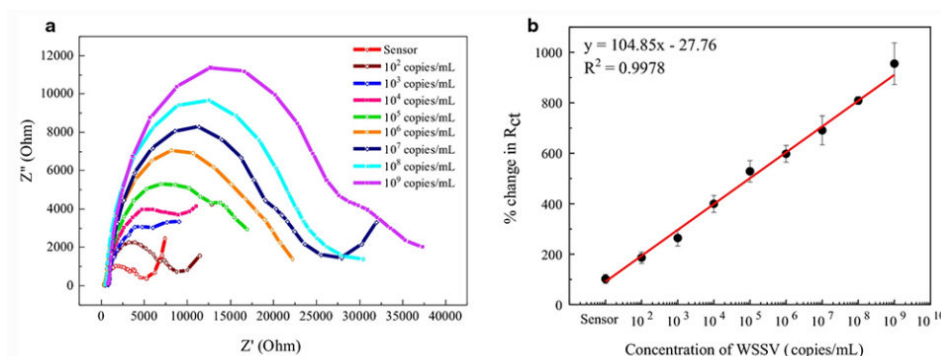 a
12000
10000
8000
6000
4000
2000
0
Z'' (Ohm)
0 5000 10000 15000 20000 25000 30000 35000 40000
Z' (Ohm)
Sensor
10² copies/mL
10³ copies/mL
10⁴ copies/mL
10⁵ copies/mL
10⁶ copies/mL
10⁷ copies/mL
10⁸ copies/mL
10⁹ copies/mL
b
y = 104.85x - 27.76
R² = 0.9978
1000
800
600
400
200
0
% change in Rct
Sensor 10² 10³ 10⁴ 10⁵ 10⁶ 10⁷ 10⁸ 10⁹ 10¹⁰
Concentration of WSSV (copies/mL)